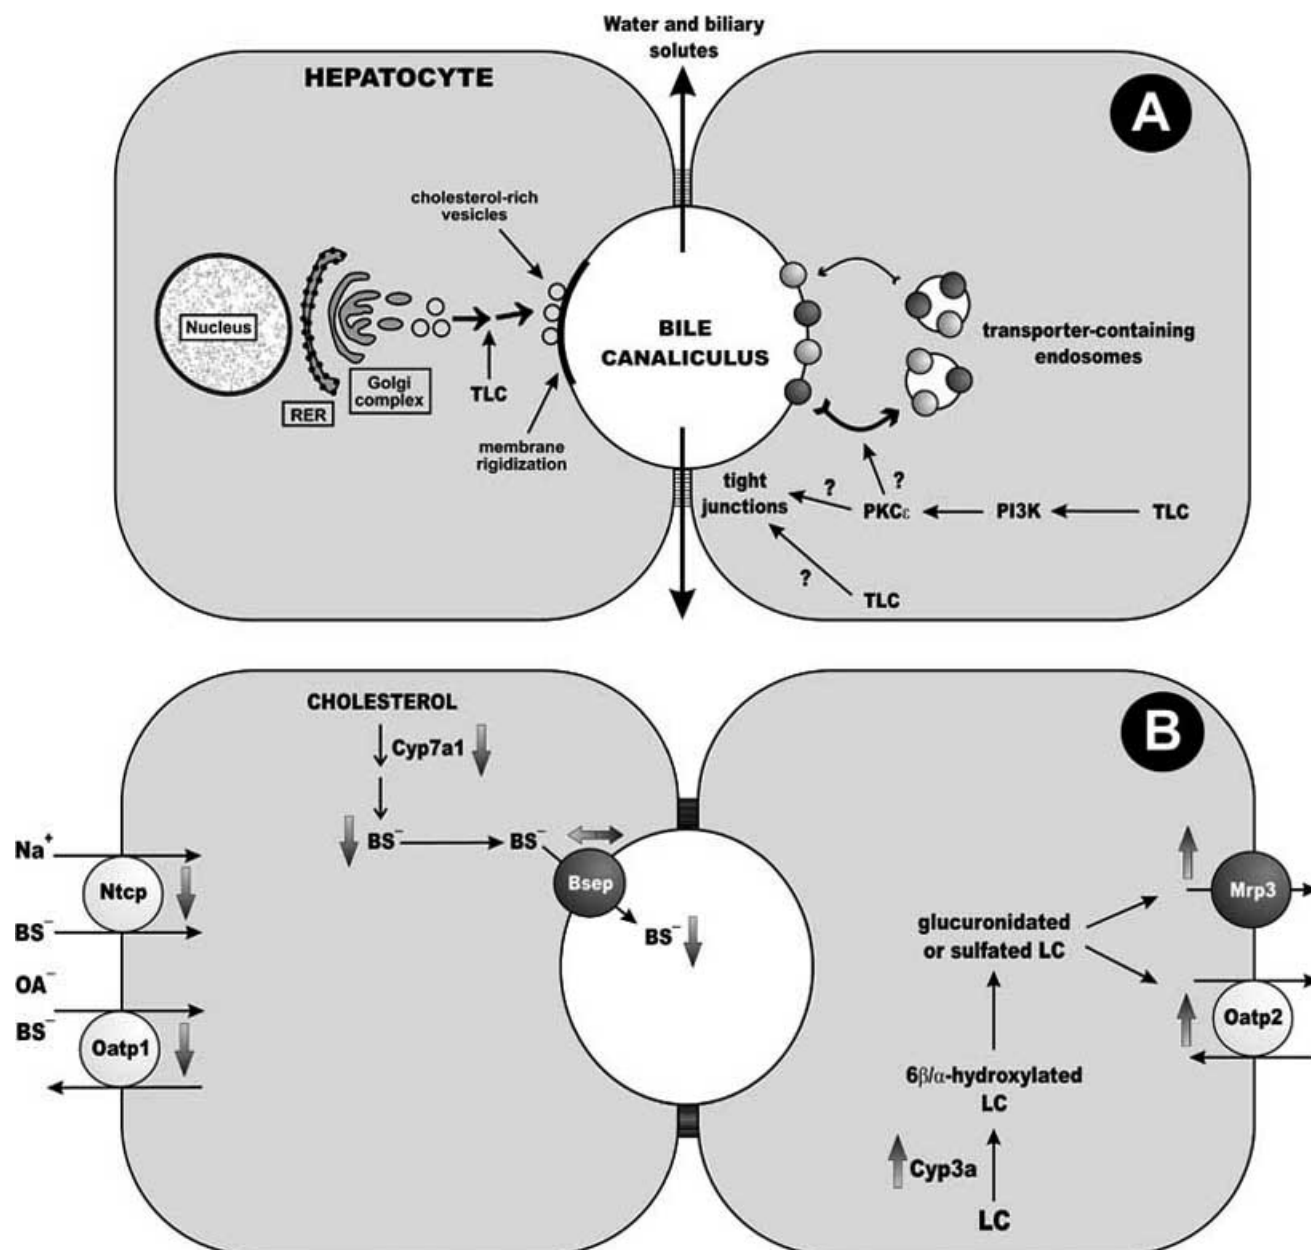 Water and biliary
solutes
HEPATOCYTE
A
cholesterol-rich
vesicles
Nucleus
RER
Golgi
complex
TLC
membrane
rigidization
BILE
CANALICULUS
transporter-containing
endosomes
tight
junctions
?
PKCε
?
PI3K
TLC
?
TLC
B
CHOLESTEROL
Cyp7a1
BS⁻
BS⁻
Bsep
BS⁻
Na⁺
Ntcp
BS⁻
OA⁻
BS⁻
Oatp1
Mrp3
glucuronidated
or sulfated LC
Oatp2
6β/α-hydroxylated
LC
Cyp3a
LC